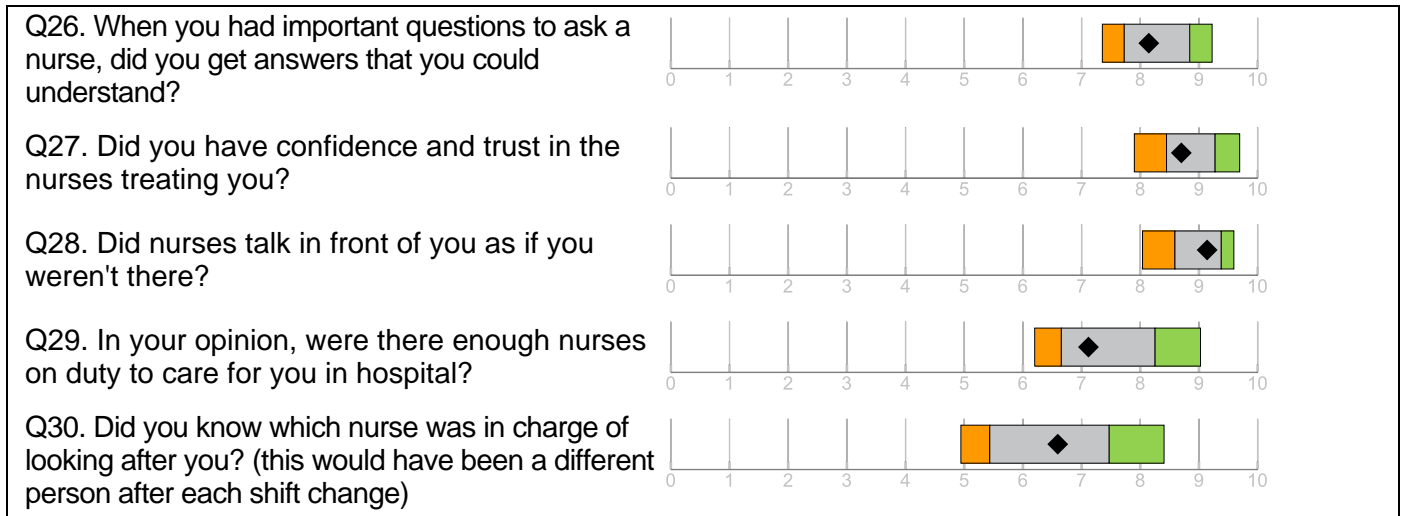 Q26. When you had important questions to ask a
nurse, did you get answers that you could
understand?
0 1 2 3 4 5 6 7 8 9 10
Q27. Did you have confidence and trust in the
nurses treating you?
0 1 2 3 4 5 6 7 8 9 10
Q28. Did nurses talk in front of you as if you
weren't there?
0 1 2 3 4 5 6 7 8 9 10
Q29. In your opinion, were there enough nurses
on duty to care for you in hospital?
0 1 2 3 4 5 6 7 8 9 10
Q30. Did you know which nurse was in charge of
looking after you? (this would have been a different
person after each shift change)
0 1 2 3 4 5 6 7 8 9 10